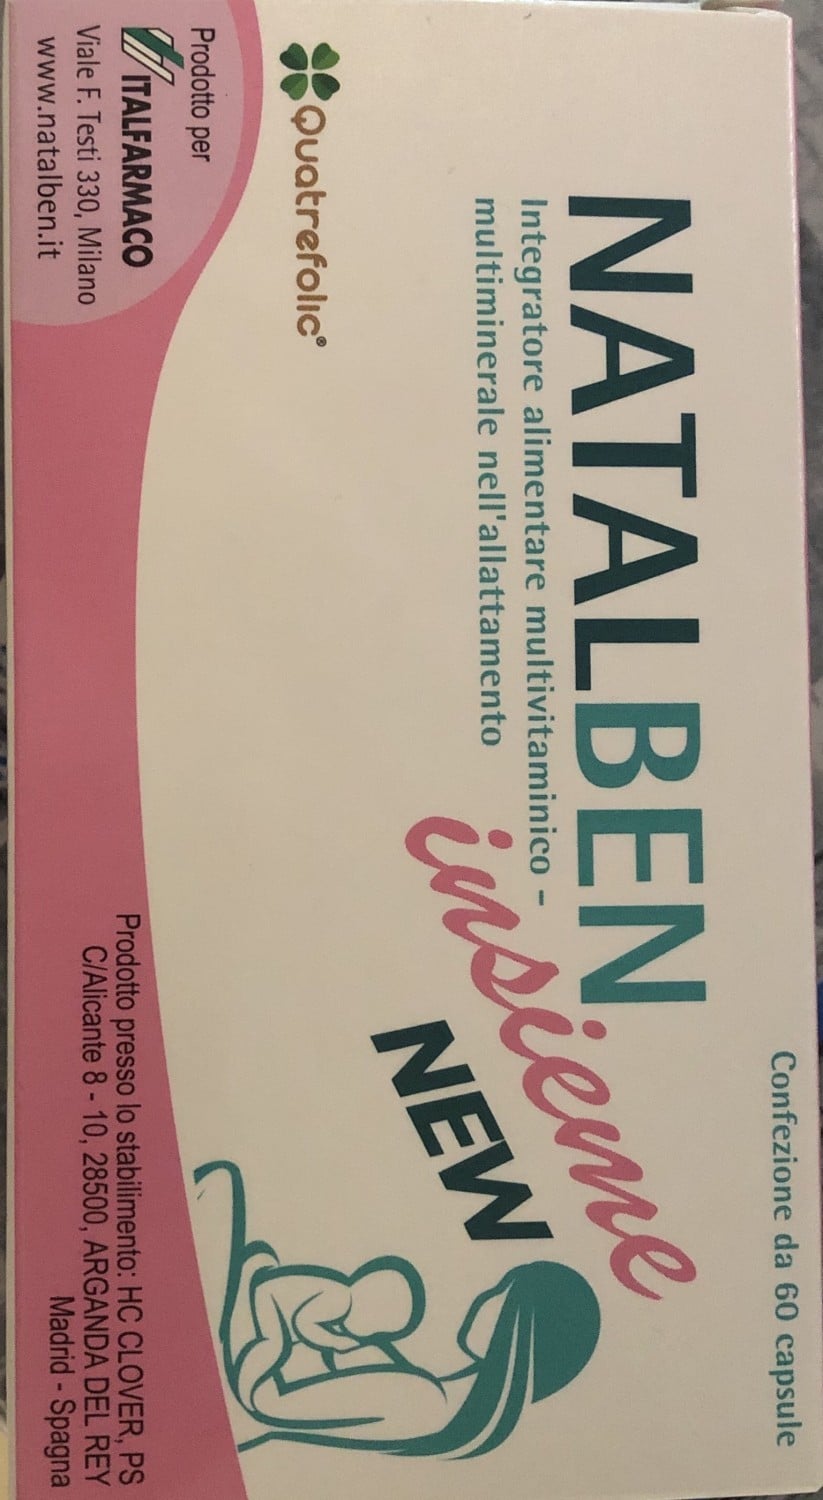 Confezione da 60 capsule
NATALBEN
insieme
NEW
Integratore alimentare multivitaminico -
multiminerale nell'allattamento
Quatrefolic®
Prodotto per
ITALFARMACO
Viale F. Testi 330, Milano
www.natalben.it
Prodotto presso lo stabilimento: HC CLOVER, PS
C/Alicante 8 - 10, 28500, ARGANDA DEL REY
Madrid - Spagna